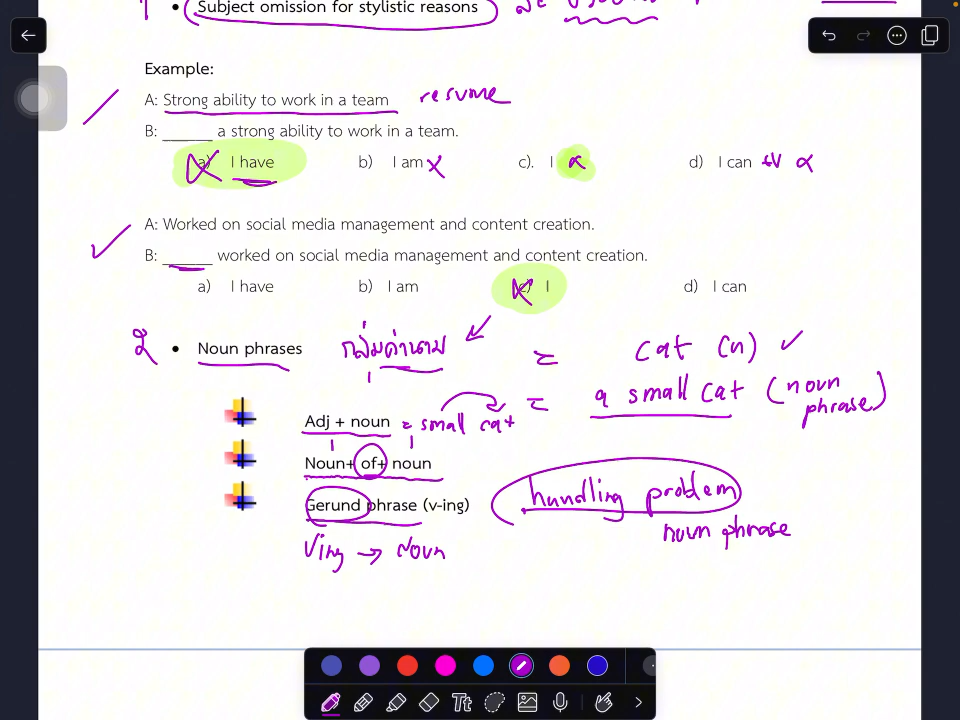 Subject omission for stylistic reasons
Example:
A: Strong ability to work in a team resume
B: ______ a strong ability to work in a team.
a) I have b) I am x c). I d) I can +V
A: Worked on social media management and content creation.
B: ______ worked on social media management and content creation.
a) I have b) I am c) I d) I can
2 • Noun phrases กลุ่มคำนาม = cat (n) ✓
= a small cat (noun phrase)
Adj + noun = small cat
Noun+ of+ noun
Gerund phrase (v-ing) handling problem
noun phrase
Ving → Noun
Tt